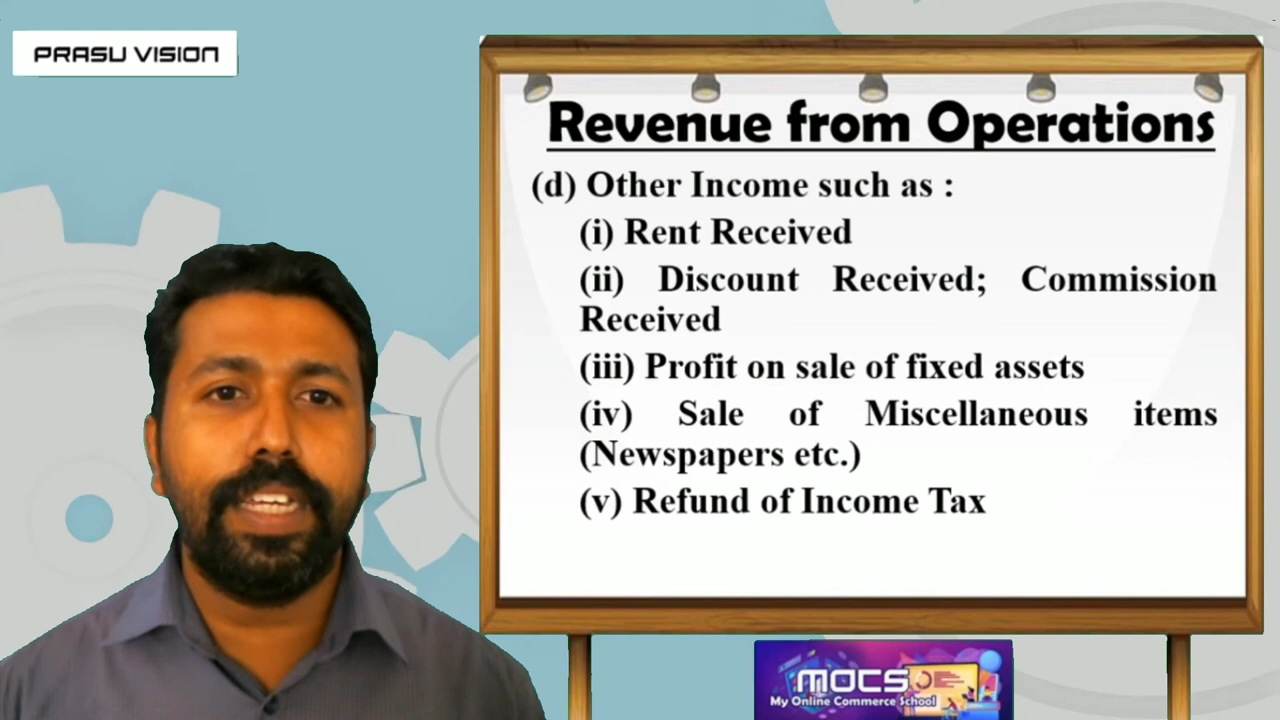 PRASU VISION
Revenue from Operations
(d) Other Income such as :
(i) Rent Received
(ii) Discount Received; Commission
Received
(iii) Profit on sale of fixed assets
(iv) Sale of Miscellaneous items
(Newspapers etc.)
(v) Refund of Income Tax
MOCS
My Online Commerce School